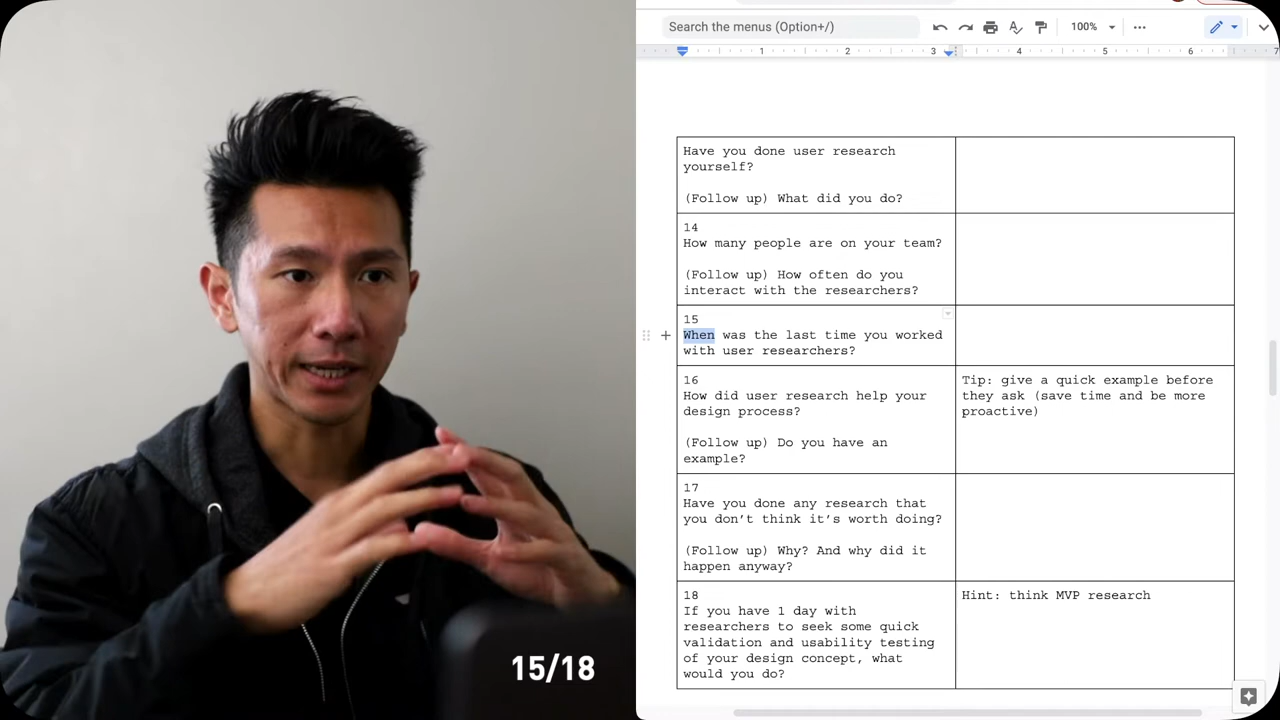 Search the menus (Option+/)
100%
1
2
3
4
5
6
7
Have you done user research
yourself?
(Follow up) What did you do?
14
How many people are on your team?
(Follow up) How often do you
interact with the researchers?
15
When was the last time you worked
with user researchers?
16
How did user research help your
design process?
(Follow up) Do you have an
example?
Tip: give a quick example before
they ask (save time and be more
proactive)
17
Have you done any research that
you don’t think it’s worth doing?
(Follow up) Why? And why did it
happen anyway?
18
If you have 1 day with
researchers to seek some quick
validation and usability testing
of your design concept, what
would you do?
Hint: think MVP research
15/18